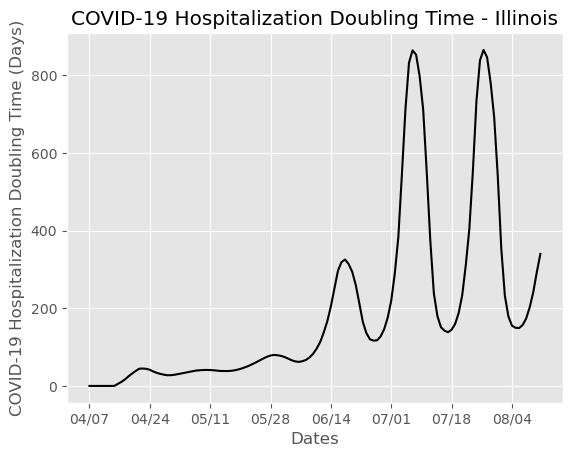 COVID-19 Hospitalization Doubling Time - Illinois
COVID-19 Hospitalization Doubling Time (Days)
800
600
400
200
0
04/07 04/24 05/11 05/28 06/14 07/01 07/18 08/04
Dates